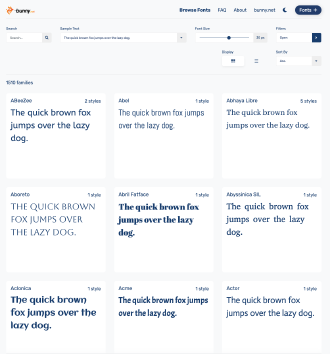 bunny
Browse Fonts FAQ About bunny.net Fonts
Search Sample Text Font Size Filters
Search... The quick brown fox jumps over the lazy dog. Open
Display Sort By
1510 families
ABeeZee 2 styles
The quick brown fox
jumps over the lazy
dog.
Abel 1 style
The quick brown fox jumps
over the lazy dog.
Abhaya Libre 5 styles
The quick brown fox
jumps over the lazy dog.
Aboreto 1 style
The quick brown
fox jumps over
the lazy dog.
Abril Fatface 1 style
The quick brown fox
jumps over the lazy
dog.
Abyssinica SIL 1 style
The quick brown fox
jumps over the lazy
dog.
Aclonica 1 style
The quick brown
fox jumps over the
lazy dog.
Acme 1 style
The quick brown fox jumps
over the lazy dog.
Actor 1 style
The quick brown fox
jumps over the lazy dog.